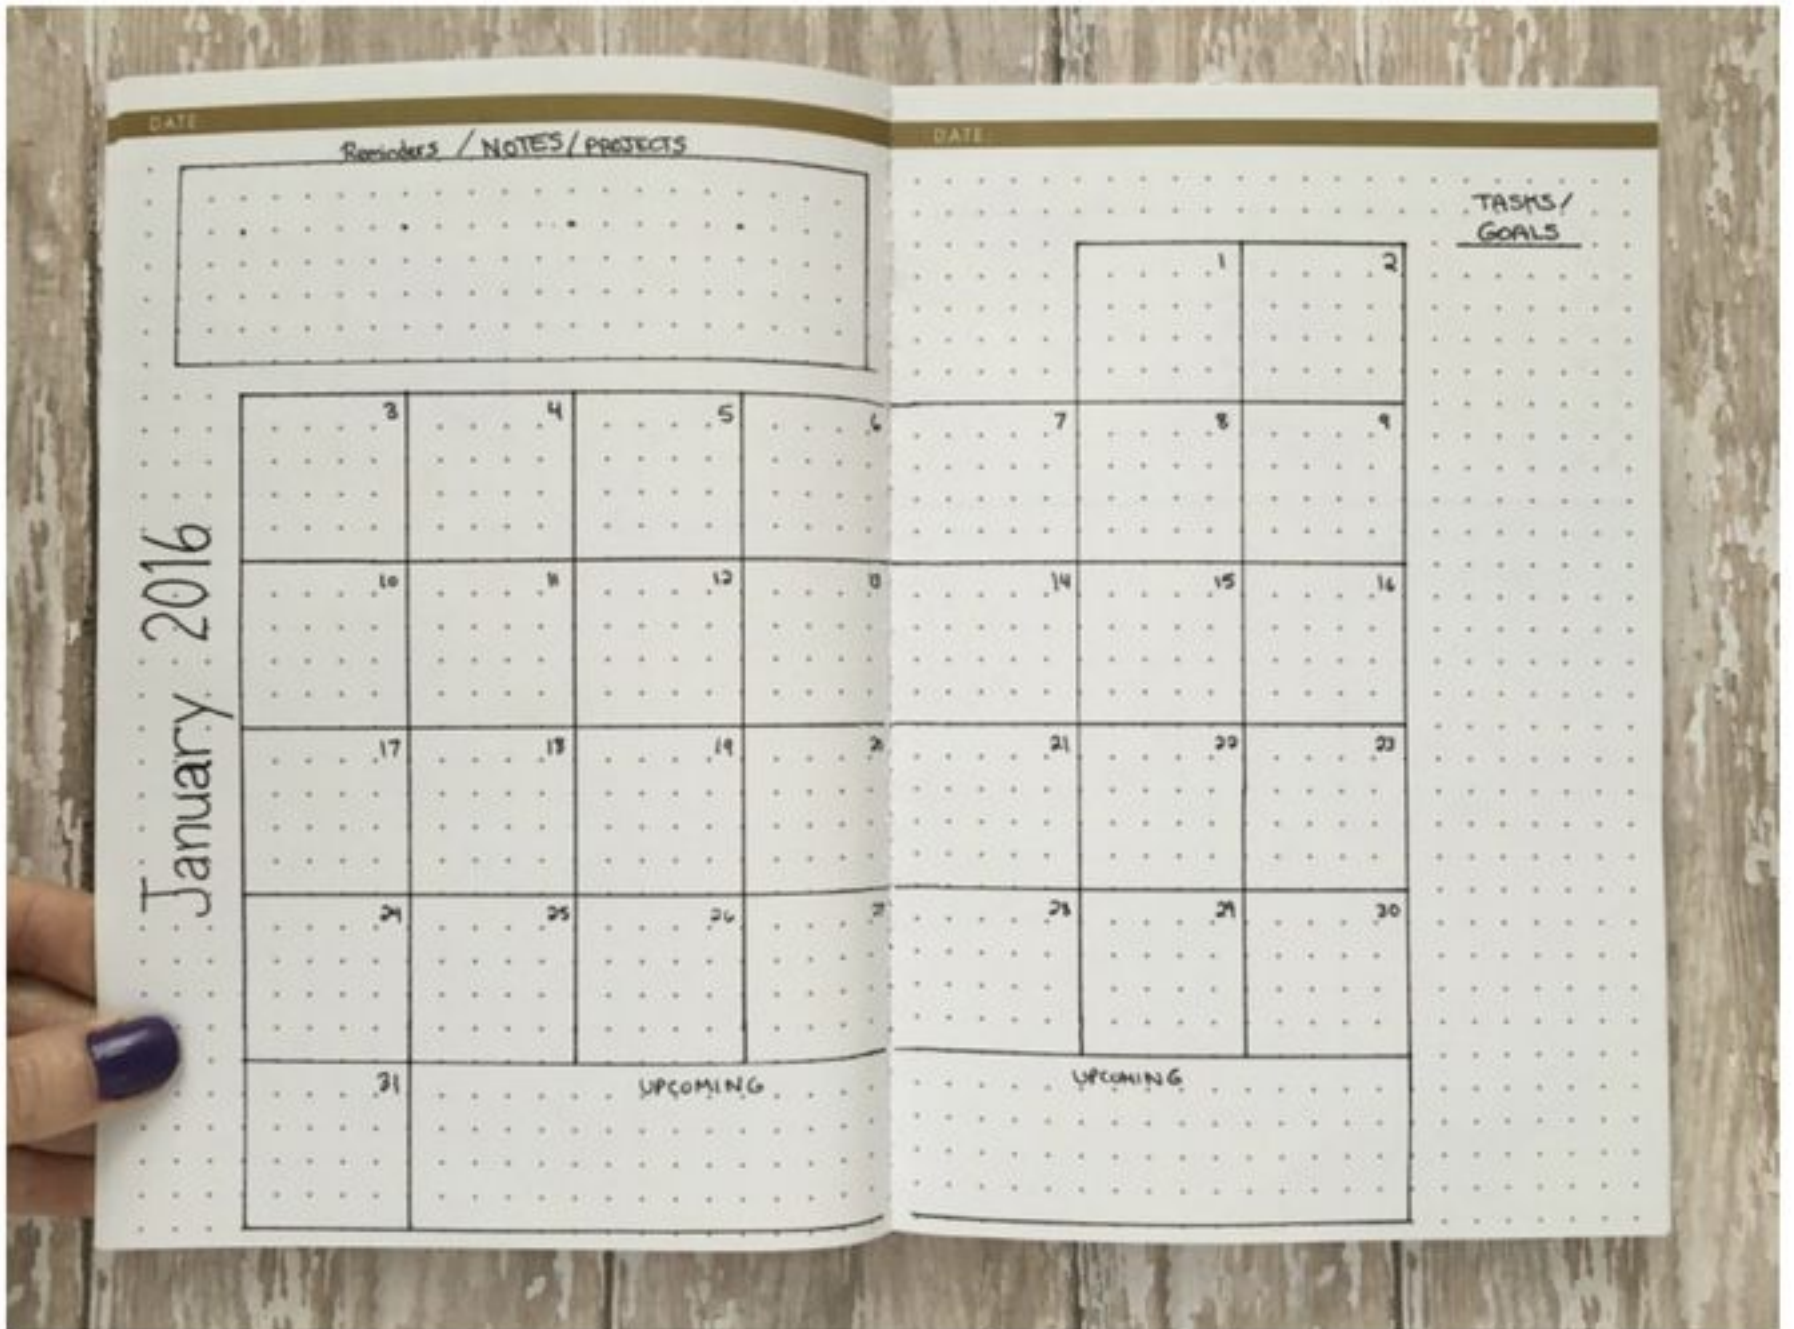 DATE
Reminders / NOTES / PROJECTS
DATE
TASKS/
GOALS
1 2
3 4 5 6 7 8 9
10 11 12 13 14 15 16
17 18 19 20 21 22 23
24 25 26 28 29 30
31 UPCOMING UPCOMING
January 2016